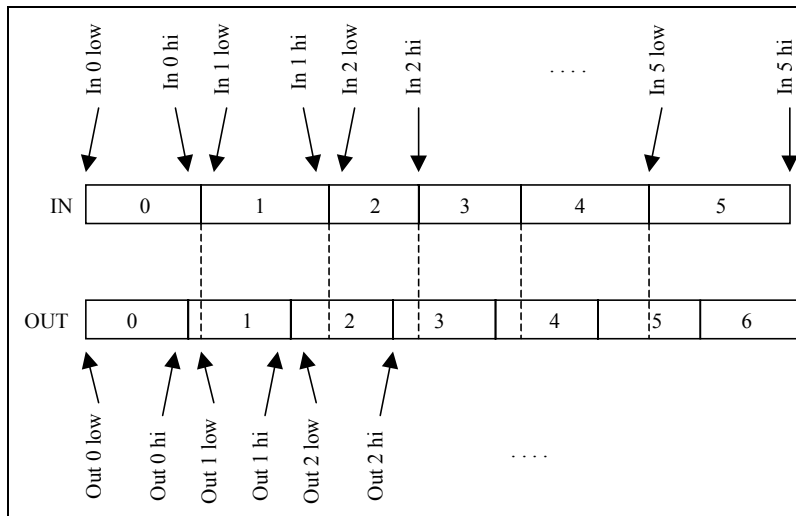 In 0 low
In 0 hi
In 1 low
In 1 hi
In 2 low
In 2 hi
. . . .
In 5 low
In 5 hi
IN 0 1 2 3 4 5
OUT 0 1 2 3 4 5 6
Out 0 low
Out 0 hi
Out 1 low
Out 1 hi
Out 2 low
Out 2 hi
. . . .